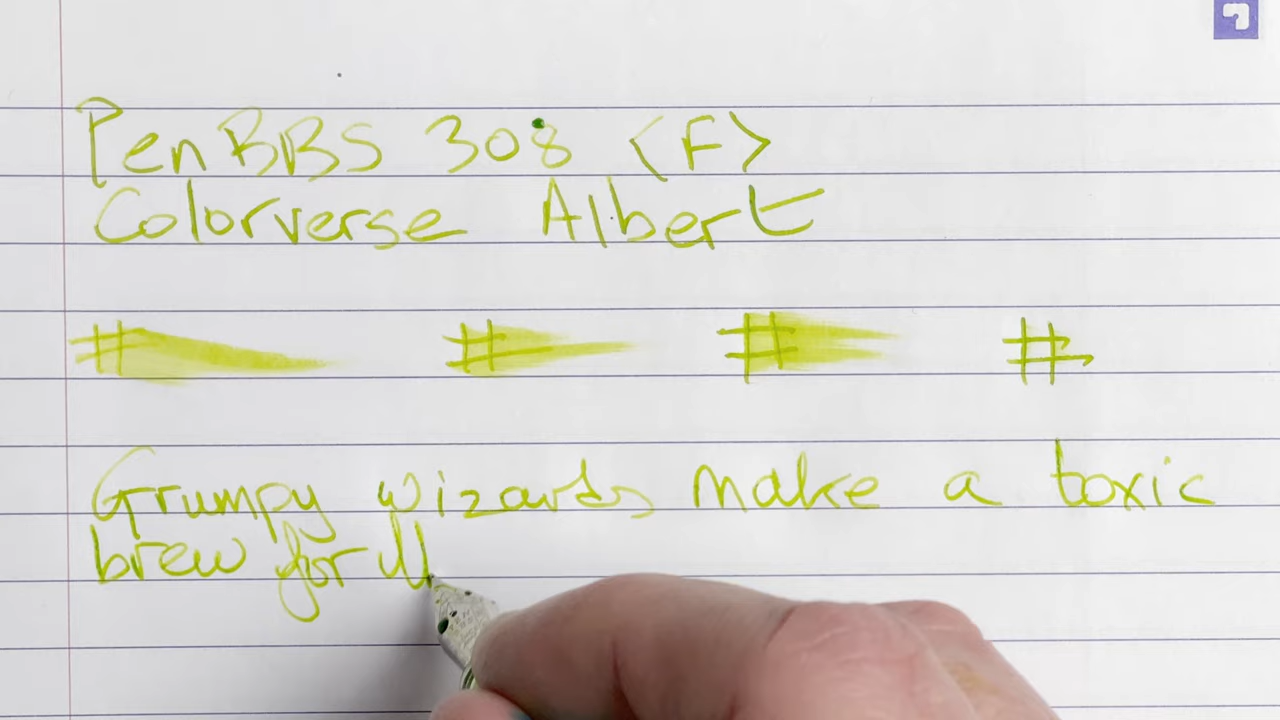 PenBBS 308 <F>
Colorverse Albert
# # # #
Grumpy wizards make a toxic
brew for